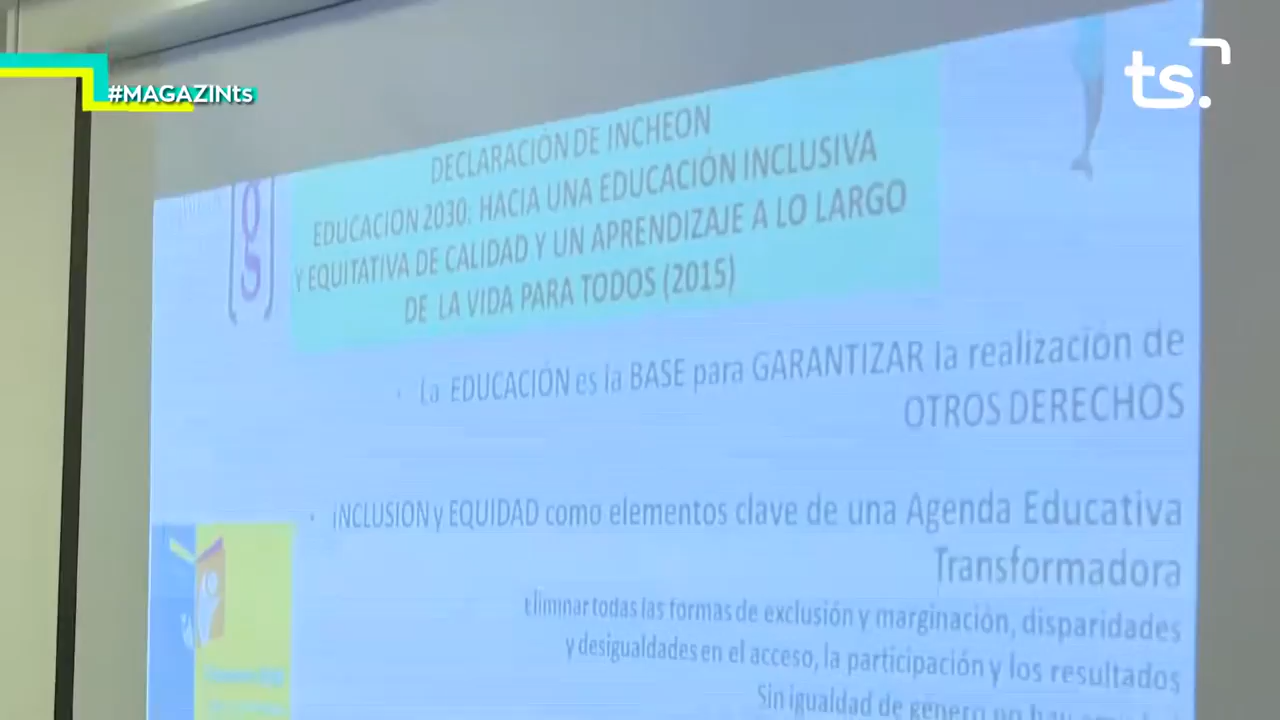 #MAGAZINts
ts.
DECLARACIÓN DE INCHEON
EDUCACION 2030: HACIA UNA EDUCACIÓN INCLUSIVA
Y EQUITATIVA DE CALIDAD Y UN APRENDIZAJE A LO LARGO
DE LA VIDA PARA TODOS (2015)
g
• La EDUCACIÓN es la BASE para GARANTIZAR la realización de
OTROS DERECHOS
• INCLUSION y EQUIDAD como elementos clave de una Agenda Educativa
Transformadora
Eliminar todas las formas de exclusión y marginación, disparidades
y desigualdades en el acceso, la participación y los resultados
Sin igualdad de género no hay